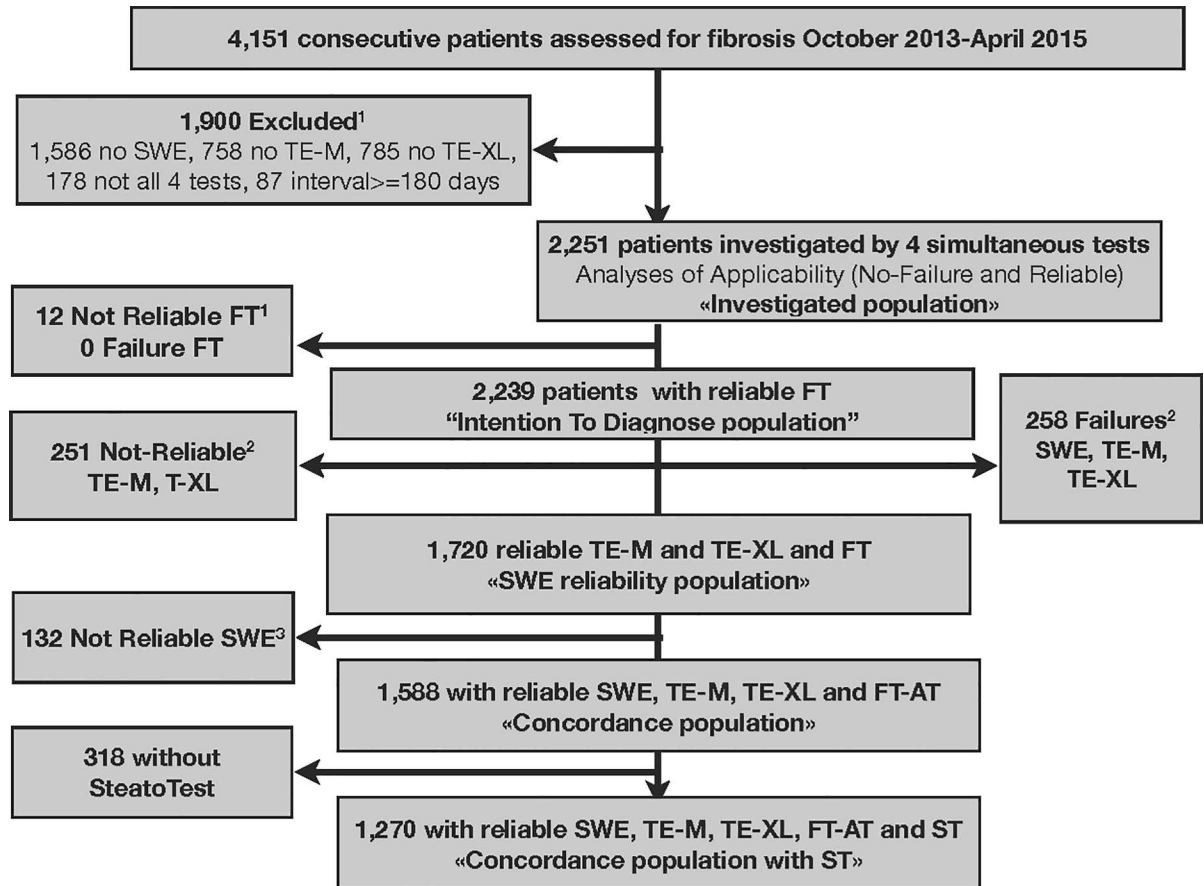 4,151 consecutive patients assessed for fibrosis October 2013-April 2015
1,900 Excluded¹
1,586 no SWE, 758 no TE-M, 785 no TE-XL,
178 not all 4 tests, 87 interval>=180 days
2,251 patients investigated by 4 simultaneous tests
Analyses of Applicability (No-Failure and Reliable)
«Investigated population»
12 Not Reliable FT¹
0 Failure FT
2,239 patients with reliable FT
“Intention To Diagnose population”
251 Not-Reliable²
TE-M, T-XL
258 Failures²
SWE, TE-M,
TE-XL
1,720 reliable TE-M and TE-XL and FT
«SWE reliability population»
132 Not Reliable SWE³
1,588 with reliable SWE, TE-M, TE-XL and FT-AT
«Concordance population»
318 without
SteatoTest
1,270 with reliable SWE, TE-M, TE-XL, FT-AT and ST
«Concordance population with ST»